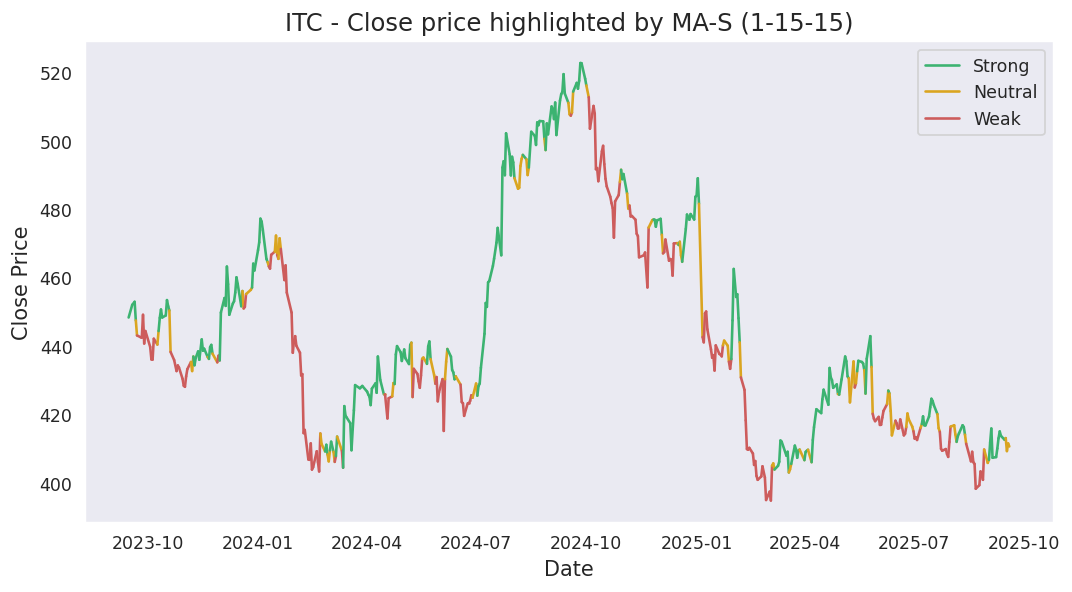 ITC - Close price highlighted by MA-S (1-15-15)
Strong
Neutral
Weak
Close Price
520
500
480
460
440
420
400
2023-10 2024-01 2024-04 2024-07 2024-10 2025-01 2025-04 2025-07 2025-10
Date